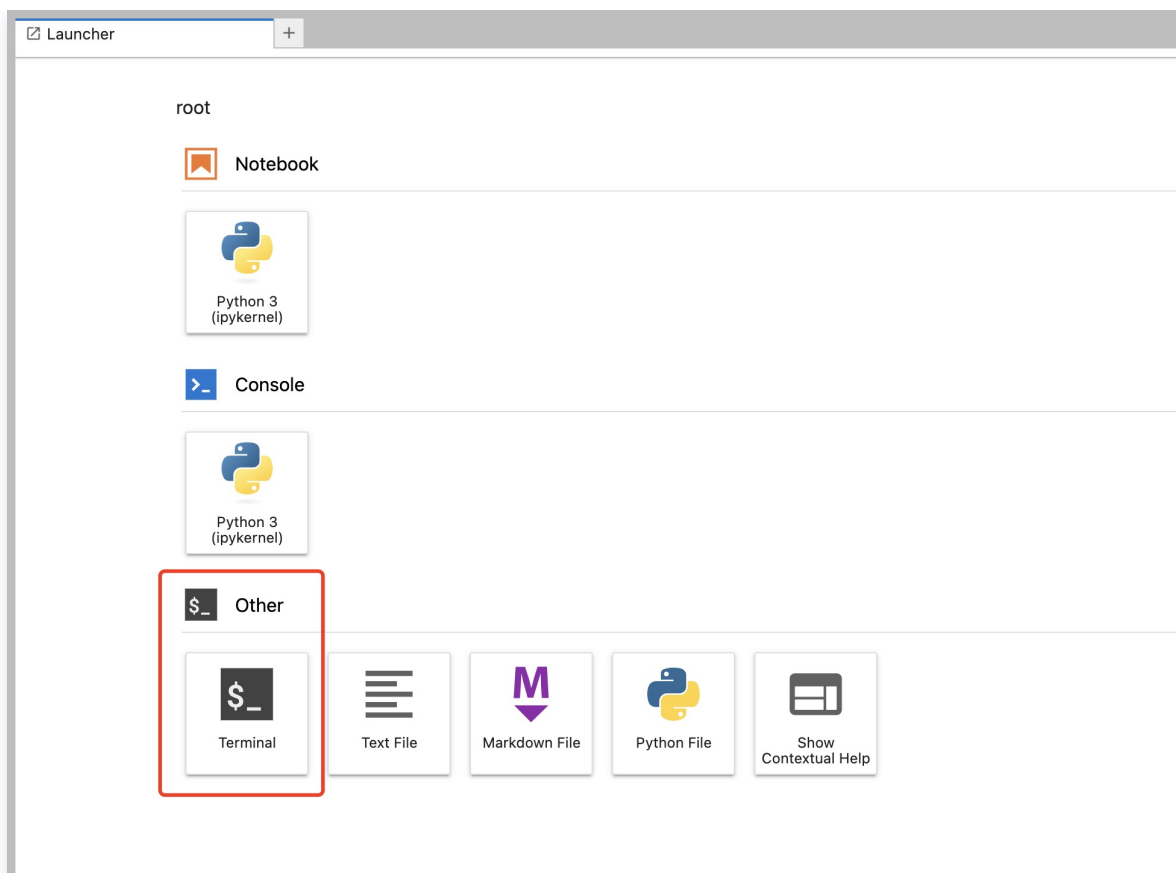 Launcher
+
root
Notebook
Python 3
(ipykernel)
>_ Console
Python 3
(ipykernel)
$_ Other
$_
Terminal
Text File
M
Markdown File
Python File
Show
Contextual Help